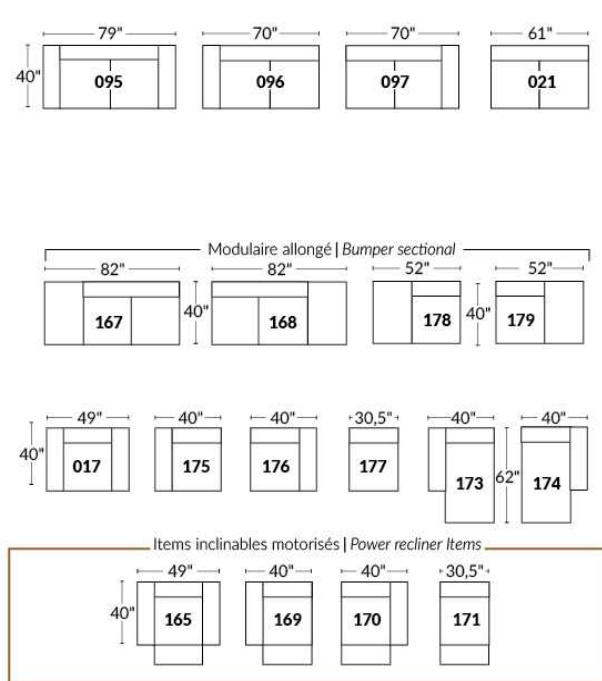 79" 70" 70" 61"
40" 095 096 097 021
Modulaire allongé | Bumper sectional
82" 82" 52" 52"
167 40" 168 178 40" 179
49" 40" 40" 30,5" 40" 40"
40" 017 175 176 177 173 62" 174
Items inclinables motorisés | Power recliner Items
49" 40" 40" 30,5"
40" 165 169 170 171